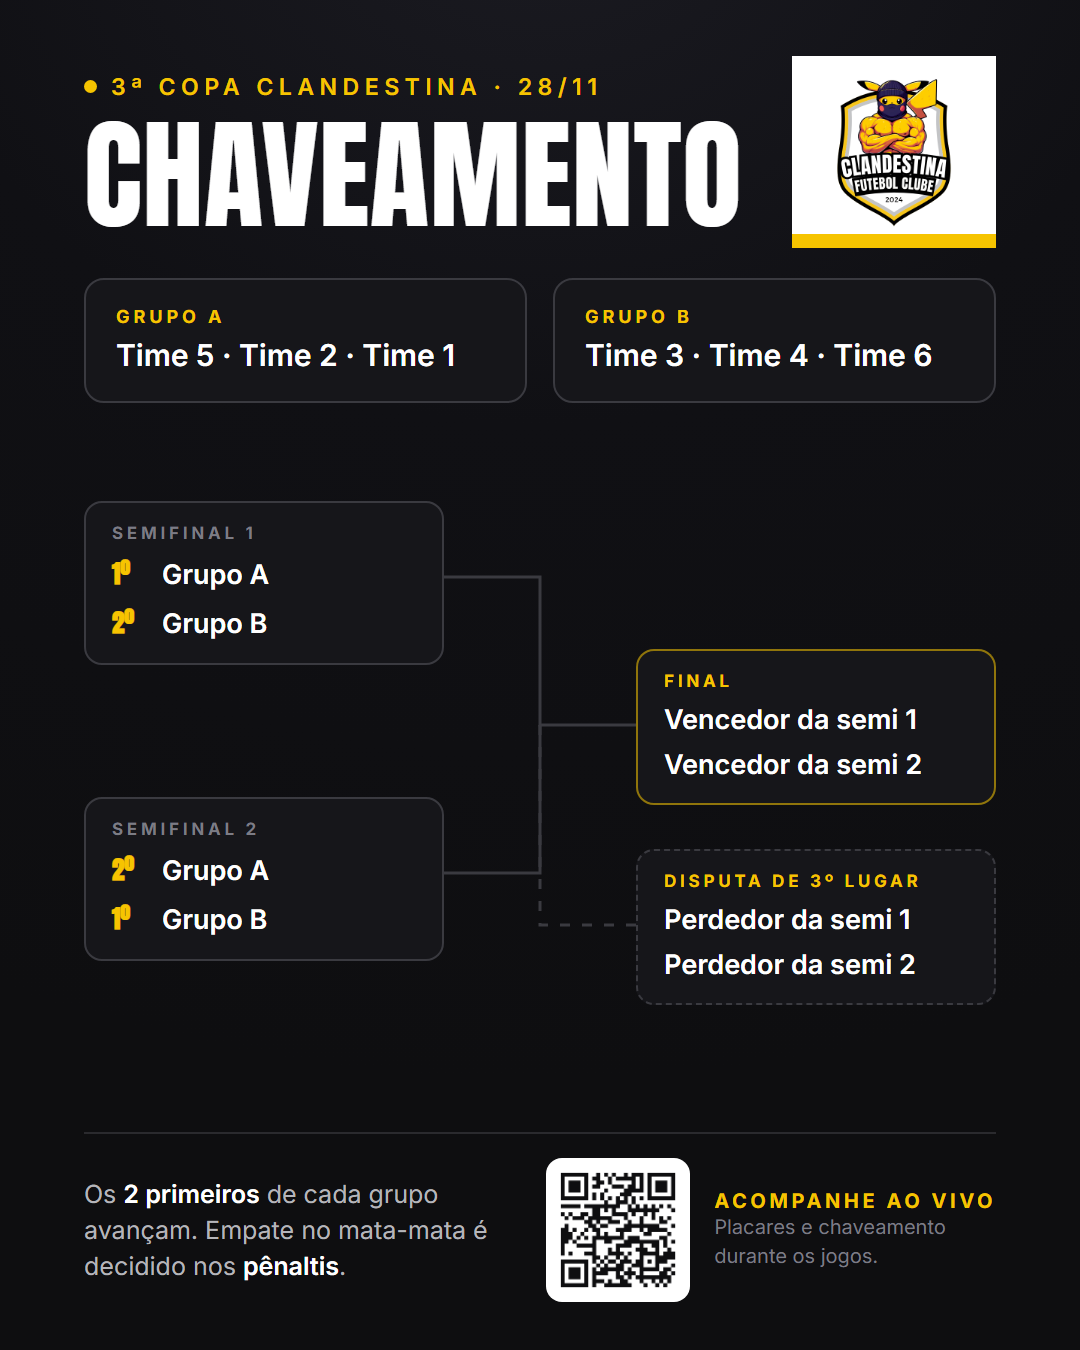 3ª COPA CLANDESTINA · 28/11
CHAVEAMENTO
CLANDESTINA
FUTEBOL CLUBE
2024
GRUPO A
Time 5 · Time 2 · Time 1
GRUPO B
Time 3 · Time 4 · Time 6
SEMIFINAL 1
1º Grupo A
2º Grupo B
FINAL
Vencedor da semi 1
Vencedor da semi 2
SEMIFINAL 2
2º Grupo A
1º Grupo B
DISPUTA DE 3º LUGAR
Perdedor da semi 1
Perdedor da semi 2
Os 2 primeiros de cada grupo
avançam. Empate no mata-mata é
decidido nos pênaltis.
ACOMPANHE AO VIVO
Placares e chaveamento
durante os jogos.